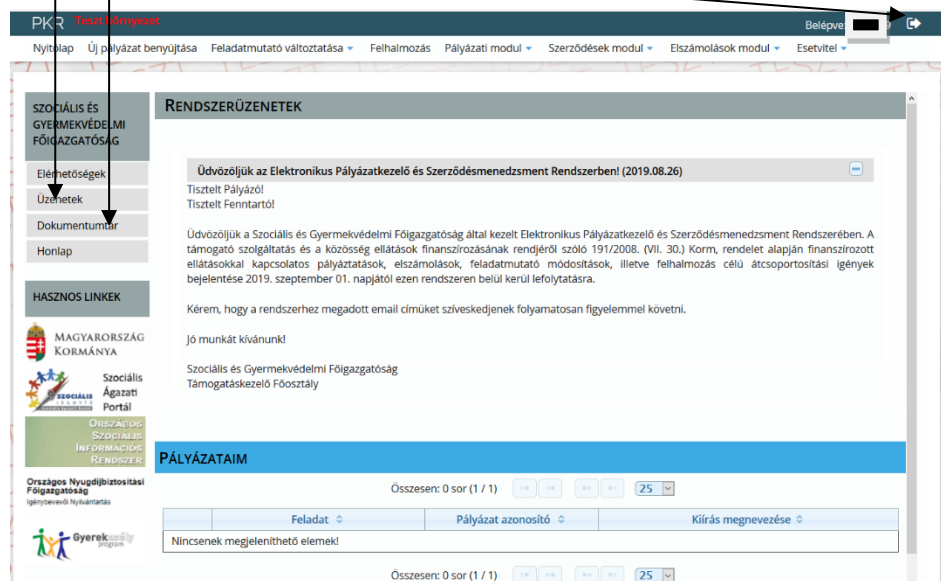 PKR Teszt környezet
Belépve: 9
Nyitólap Új pályázat benyújtása Feladatmutató változtatása Felhalmozás Pályázati modul Szerződések modul Elszámolások modul Esetvitel
SZOCIÁLIS ÉS
GYERMEKVÉDELMI
FŐIGAZGATÓSÁG
Elérhetőségek
Üzenetek
Dokumentumtár
Honlap
HASZNOS LINKEK
MAGYARORSZÁG
KORMÁNYA
Szociális
Ágazati
Portál
SZOCIÁLIS
ORSZÁGOS
SZOCIÁLIS
INFORMÁCIÓS
RENDSZER
Országos Nyugdíjbiztosítási
Főigazgatóság
Igénybevevői Nyilvántartás
Gyerekesély
program
RENDSZERÜZENETEK
Üdvözöljük az Elektronikus Pályázatkezelő és Szerződésmenedzsment Rendszerben! (2019.08.26)
Tisztelt Pályázó!
Tisztelt Fenntartó!
Üdvözöljük a Szociális és Gyermekvédelmi Főigazgatóság által kezelt Elektronikus Pályázatkezelő és Szerződésmenedzsment Rendszerében. A
támogató szolgáltatás és a közösség ellátások finanszírozásának rendjéről szóló 191/2008. (VII. 30.) Korm, rendelet alapján finanszírozott
ellátásokkal kapcsolatos pályáztatások, elszámolások, feladatmutató módosítások, illetve felhalmozás célú átcsoportosítási igények
bejelentése 2019. szeptember 01. napjától ezen rendszeren belül kerül lefolytatásra.
Kérem, hogy a rendszerhez megadott email címüket szíveskedjenek folyamatosan figyelemmel követni.
Jó munkát kívánunk!
Szociális és Gyermekvédelmi Főigazgatóság
Támogatáskezelő Főosztály
PÁLYÁZATAIM
Összesen: 0 sor (1 / 1) 25
Feladat Pályázat azonosító Kiírás megnevezése
Nincsenek megjeleníthető elemek!
Összesen: 0 sor (1 / 1) 25